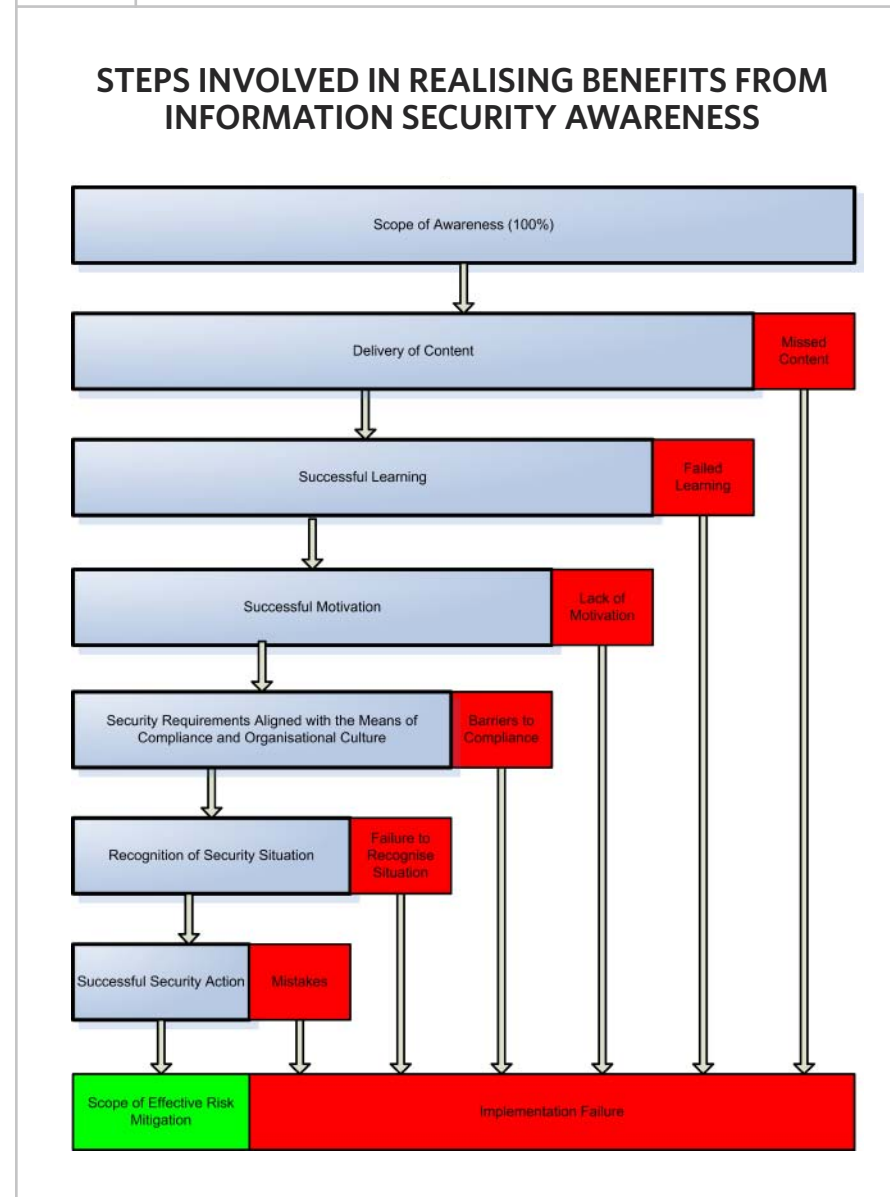 STEPS INVOLVED IN REALISING BENEFITS FROM
INFORMATION SECURITY AWARENESS
Scope of Awareness (100%)
Delivery of Content
Missed
Content
Successful Learning
Failed
Learning
Successful Motivation
Lack of
Motivation
Security Requirements Aligned with the Means of
Compliance and Organisational Culture
Barriers to
Compliance
Recognition of Security Situation
Failure to
Recognise
Situation
Successful Security Action
Mistakes
Scope of Effective Risk
Mitigation
Implementation Failure